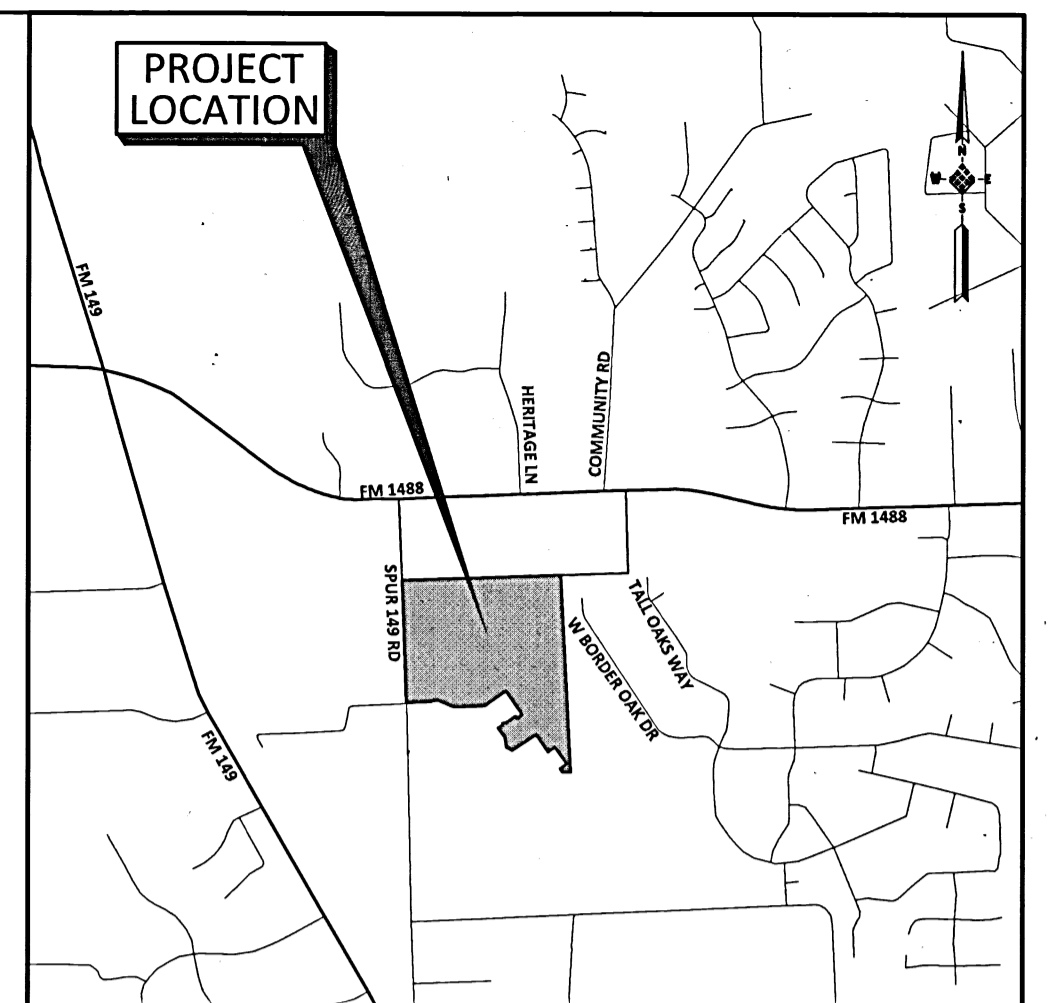 PROJECT
LOCATION
N
W
E
S
FM 149
HERITAGE LN
COMMUNITY RD
FM 1488
FM 1488
SPUR 149 RD
TALL OAKS WAY
W BORDER OAK DR
FM 149